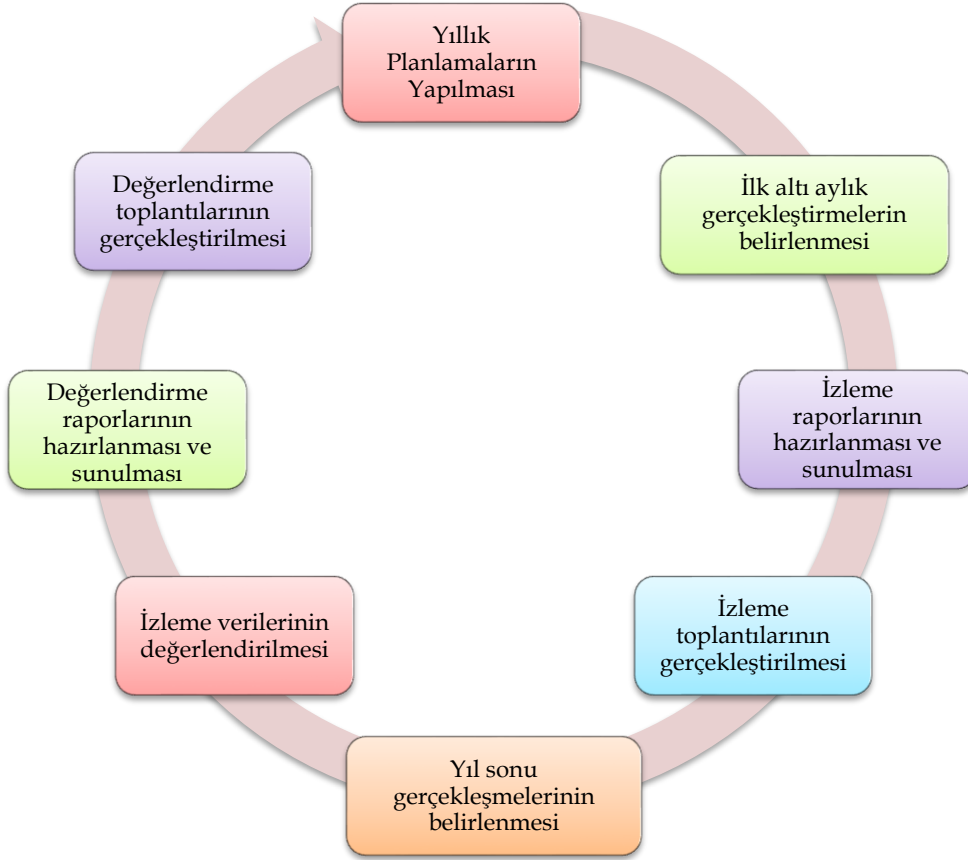 Yıllık
Planlamaların
Yapılması
İlk altı aylık
gerçekleştirmelerin
belirlenmesi
İzleme
raporlarının
hazırlanması ve
sunulması
İzleme
toplantılarının
gerçekleştirilmesi
Yıl sonu
gerçekleşmelerinin
belirlenmesi
İzleme verilerinin
değerlendirilmesi
Değerlendirme
raporlarının
hazırlanması ve
sunulması
Değerlendirme
toplantılarının
gerçekleştirilmesi